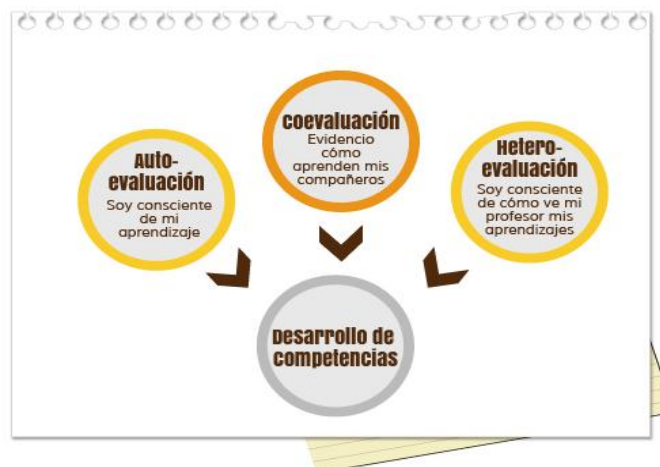 Auto-
evaluación
Soy consciente
de mi
aprendizaje
coevaluación
Evidencio
cómo
aprenden mis
compañeros
Hetero-
evaluación
Soy consciente
de cómo ve mi
profesor mis
aprendizajes
Desarrollo de
competencias